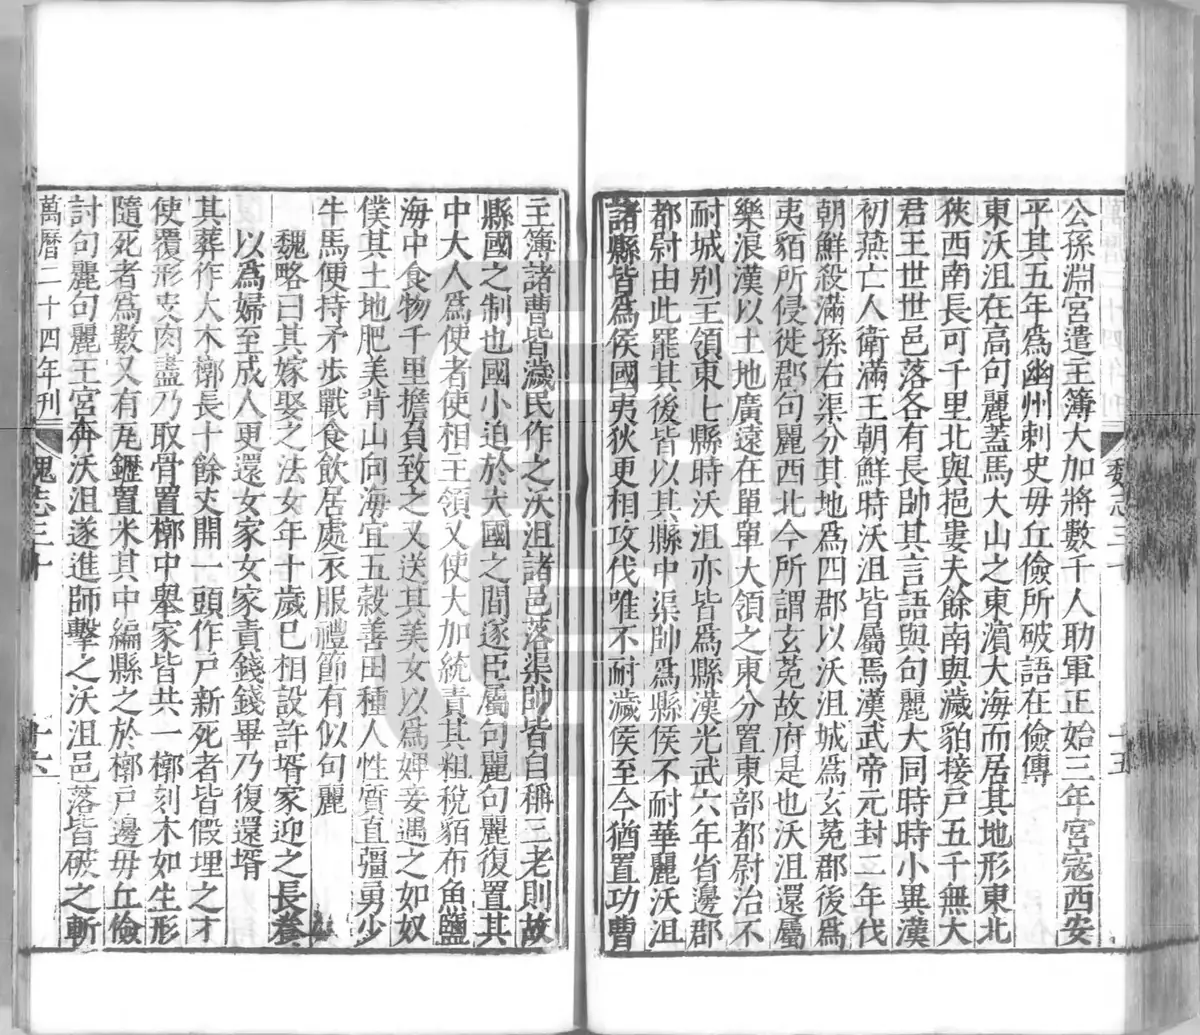 公孫淵宮遣主簿大加將數千人助軍正始三年宮寇西安
平其五年爲幽州刺史毋丘儉所破語在儉傳
東沃沮在高句麗蓋馬大山之東濵大海而居其地形東北
狹西南長可千里北與挹婁夫餘南與濊貊接戸五千無大
君王世世邑落各有長帥其言語與句麗大同時時小異漢
初燕亡人衛滿王朝鮮時沃沮皆屬焉漢武帝元封二年伐
朝鮮殺滿孫右渠分其地爲四郡以沃沮城爲玄菟郡後爲
夷貊所侵徙郡句麗西北今所謂玄菟故府是也沃沮還屬
樂浪漢以土地廣遠在單單大領之東分置東部都尉治不
耐城别主領東七縣時沃沮亦皆爲縣漢光武六年省邊郡
都尉由此罷其後皆以其縣中渠帥爲縣侯不耐華麗沃沮
諸縣皆爲侯國夷狄更相攻伐唯不耐濊侯至今猶置功曹
魏志三十
十五
主簿諸曹皆濊民作之沃沮諸邑落渠帥皆自稱三老則故
縣國之制也國小迫於大國之間遂臣屬句麗句麗復置其
中大人爲使者使相主領又使大加統責其租稅貊布魚鹽
海中食物千里擔負致之又送其美女以爲婢妾遇之如奴
僕其土地肥美背山向海宜五穀善田種人性質直彊勇少
牛馬便持矛步戰食飲居處衣服禮節有似句麗
魏略曰其嫁娶之法女年十歲已相設許壻家迎之長養
以爲婦至成人更還女家女家責錢錢畢乃復還壻
其葬作大木槨長十餘丈開一頭作戸新死者皆假埋之才
使覆形皮肉盡乃取骨置槨中舉家皆共一槨刻木如生形
隨死者爲數又有瓦䥶置米其中編縣之於槨戸邊毋丘儉
討句麗句麗王宮奔沃沮遂進師擊之沃沮邑落皆破之斬
萬曆二十四年刊
魏志三十
十六